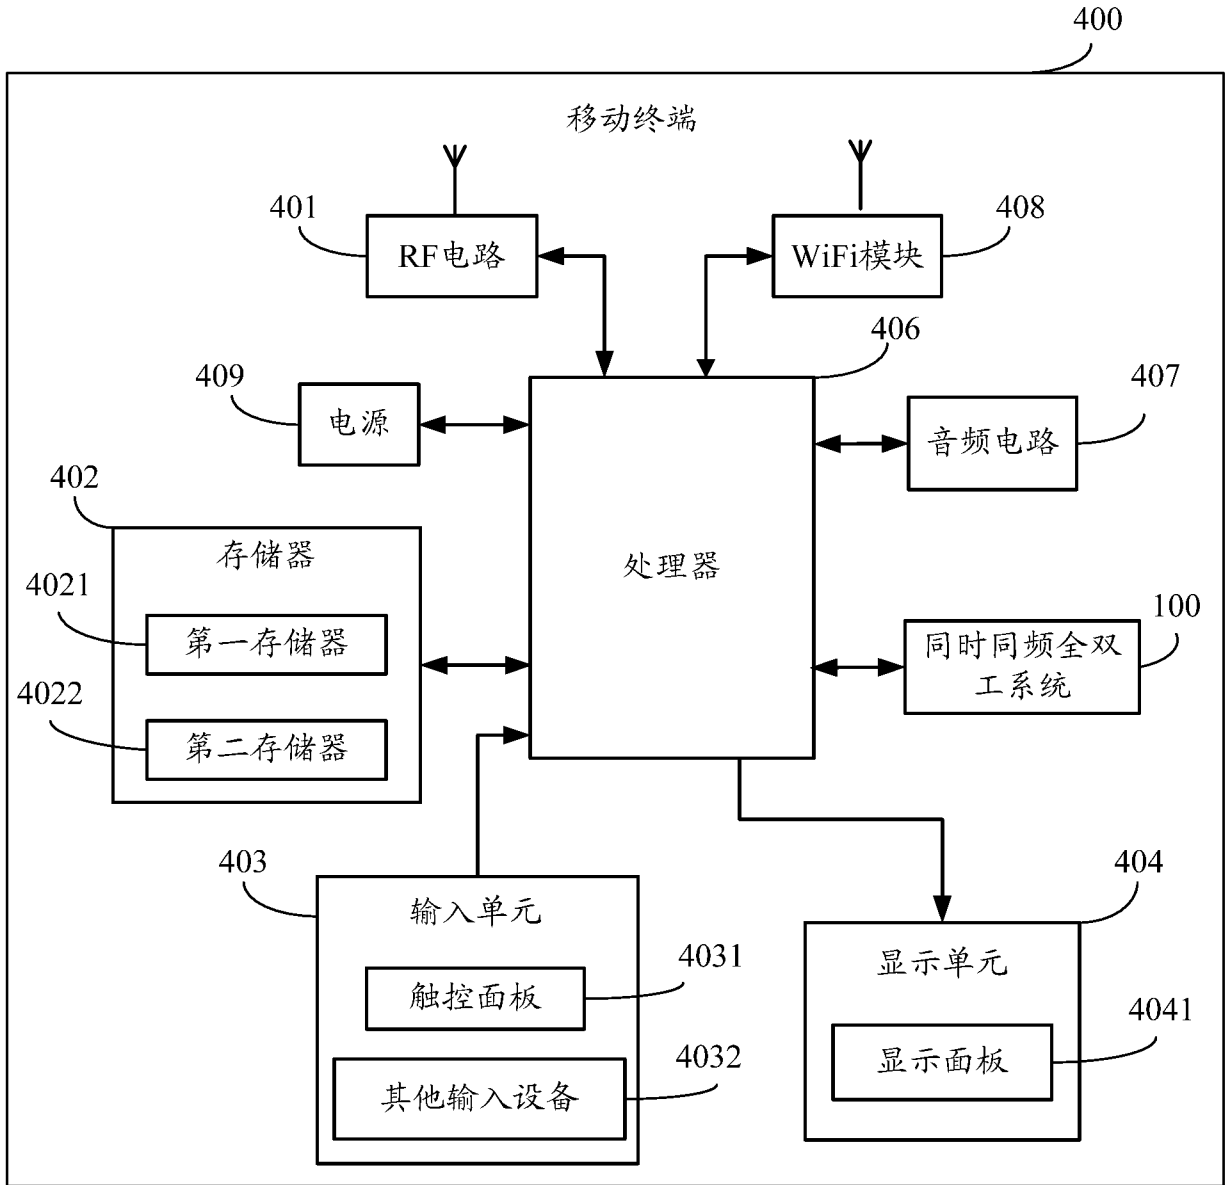 400
移动终端
401
RF电路
WiFi模块
408
406
409
电源
407
音频电路
402
存储器
处理器
4021
第一存储器
100
同时同频全双
工系统
4022
第二存储器
403
输入单元
404
显示单元
4031
触控面板
4041
显示面板
4032
其他输入设备